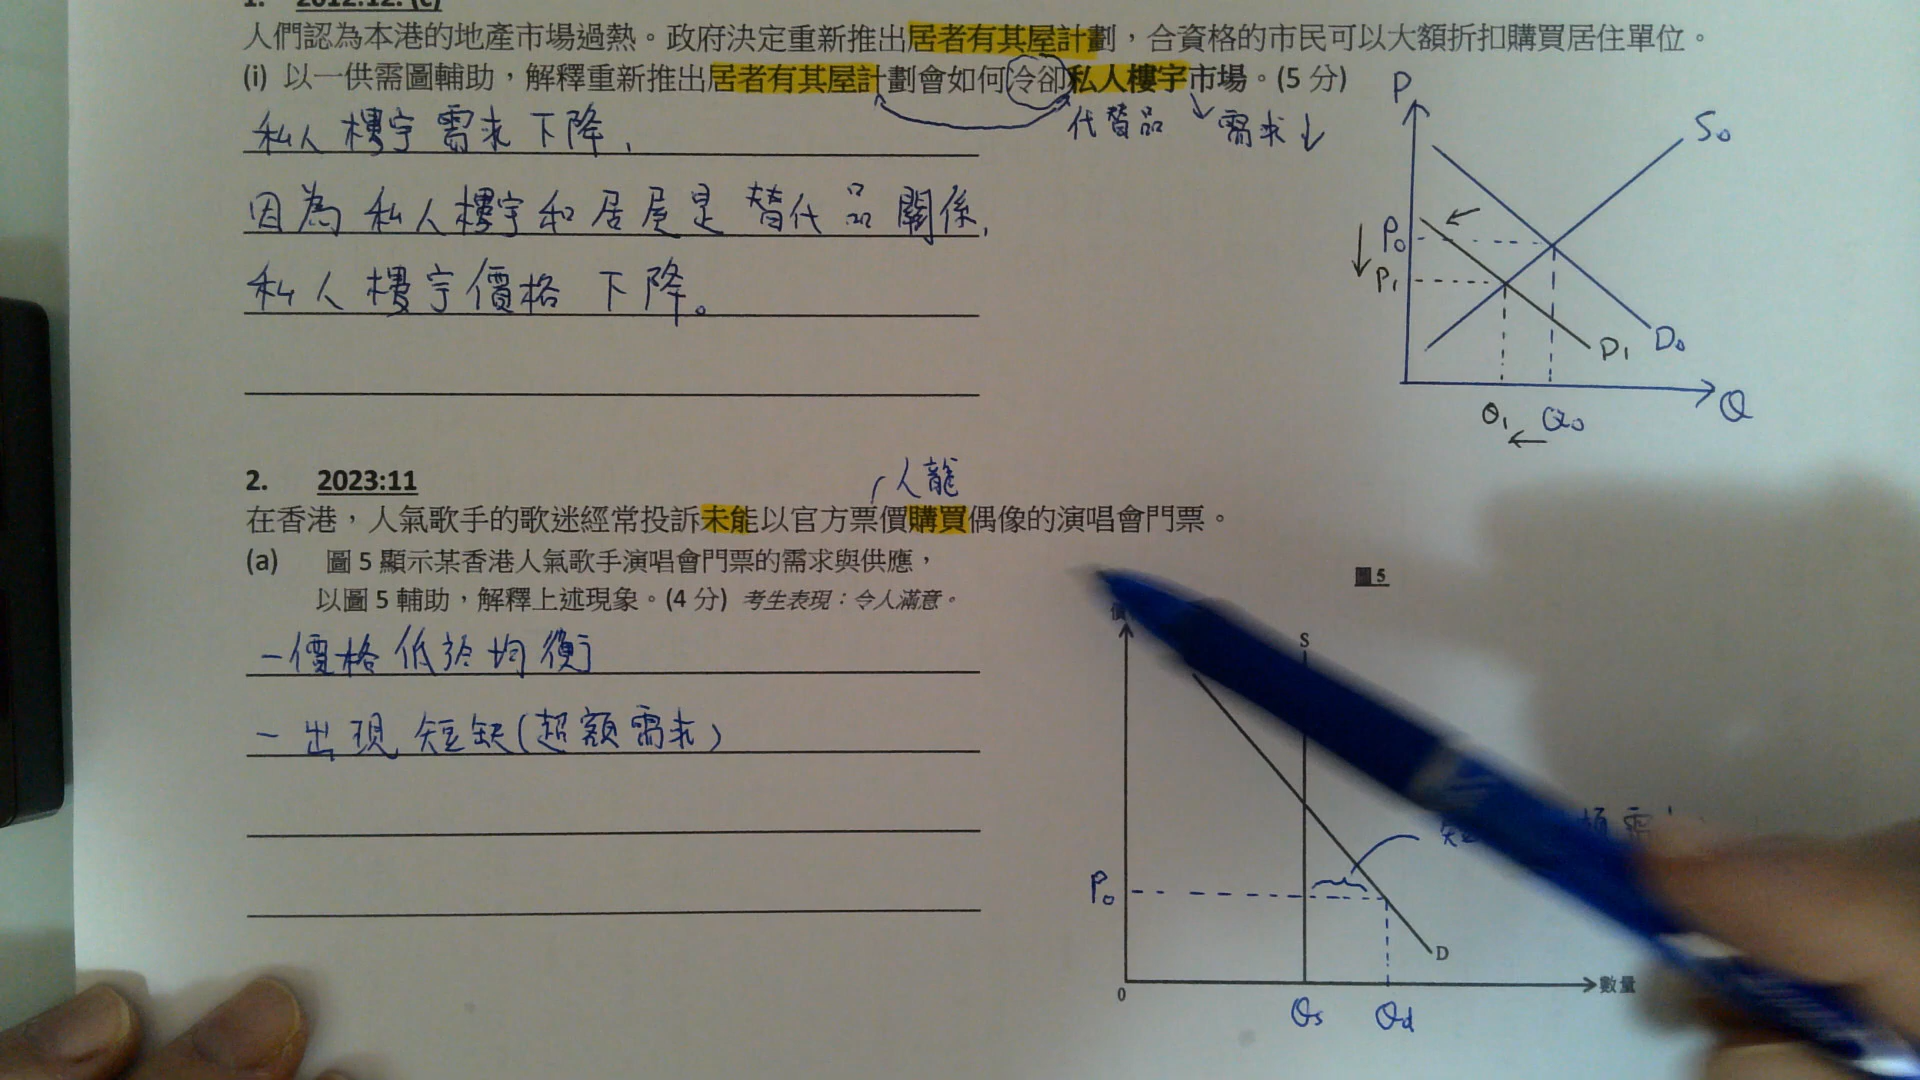 1. 2012:12. (c)
人們認為本港的地產市場過熱。政府決定重新推出居者有其屋計劃，合資格的市民可以大額折扣購買居住單位。
(i) 以一供需圖輔助，解釋重新推出居者有其屋計劃會如何冷卻私人樓宇市場。(5 分)
代替品 需求↓
私人樓宇需求下降，
因為私人樓宇和居屋是替代品關係，
私人樓宇價格下降。
P
S₀
P₀
P₁
D₁ D₀
Q₁ Q₀ Q
2. 2023:11
人龍
在香港，人氣歌手的歌迷經常投訴未能以官方票價購買偶像的演唱會門票。
(a) 圖 5 顯示某香港人氣歌手演唱會門票的需求與供應，
以圖 5 輔助，解釋上述現象。(4 分) 考生表現：令人滿意。
圖 5
- 價格低於均衡
- 出現短缺(超額需求)
價
S
P₀
D
0
數量
Qs Qd